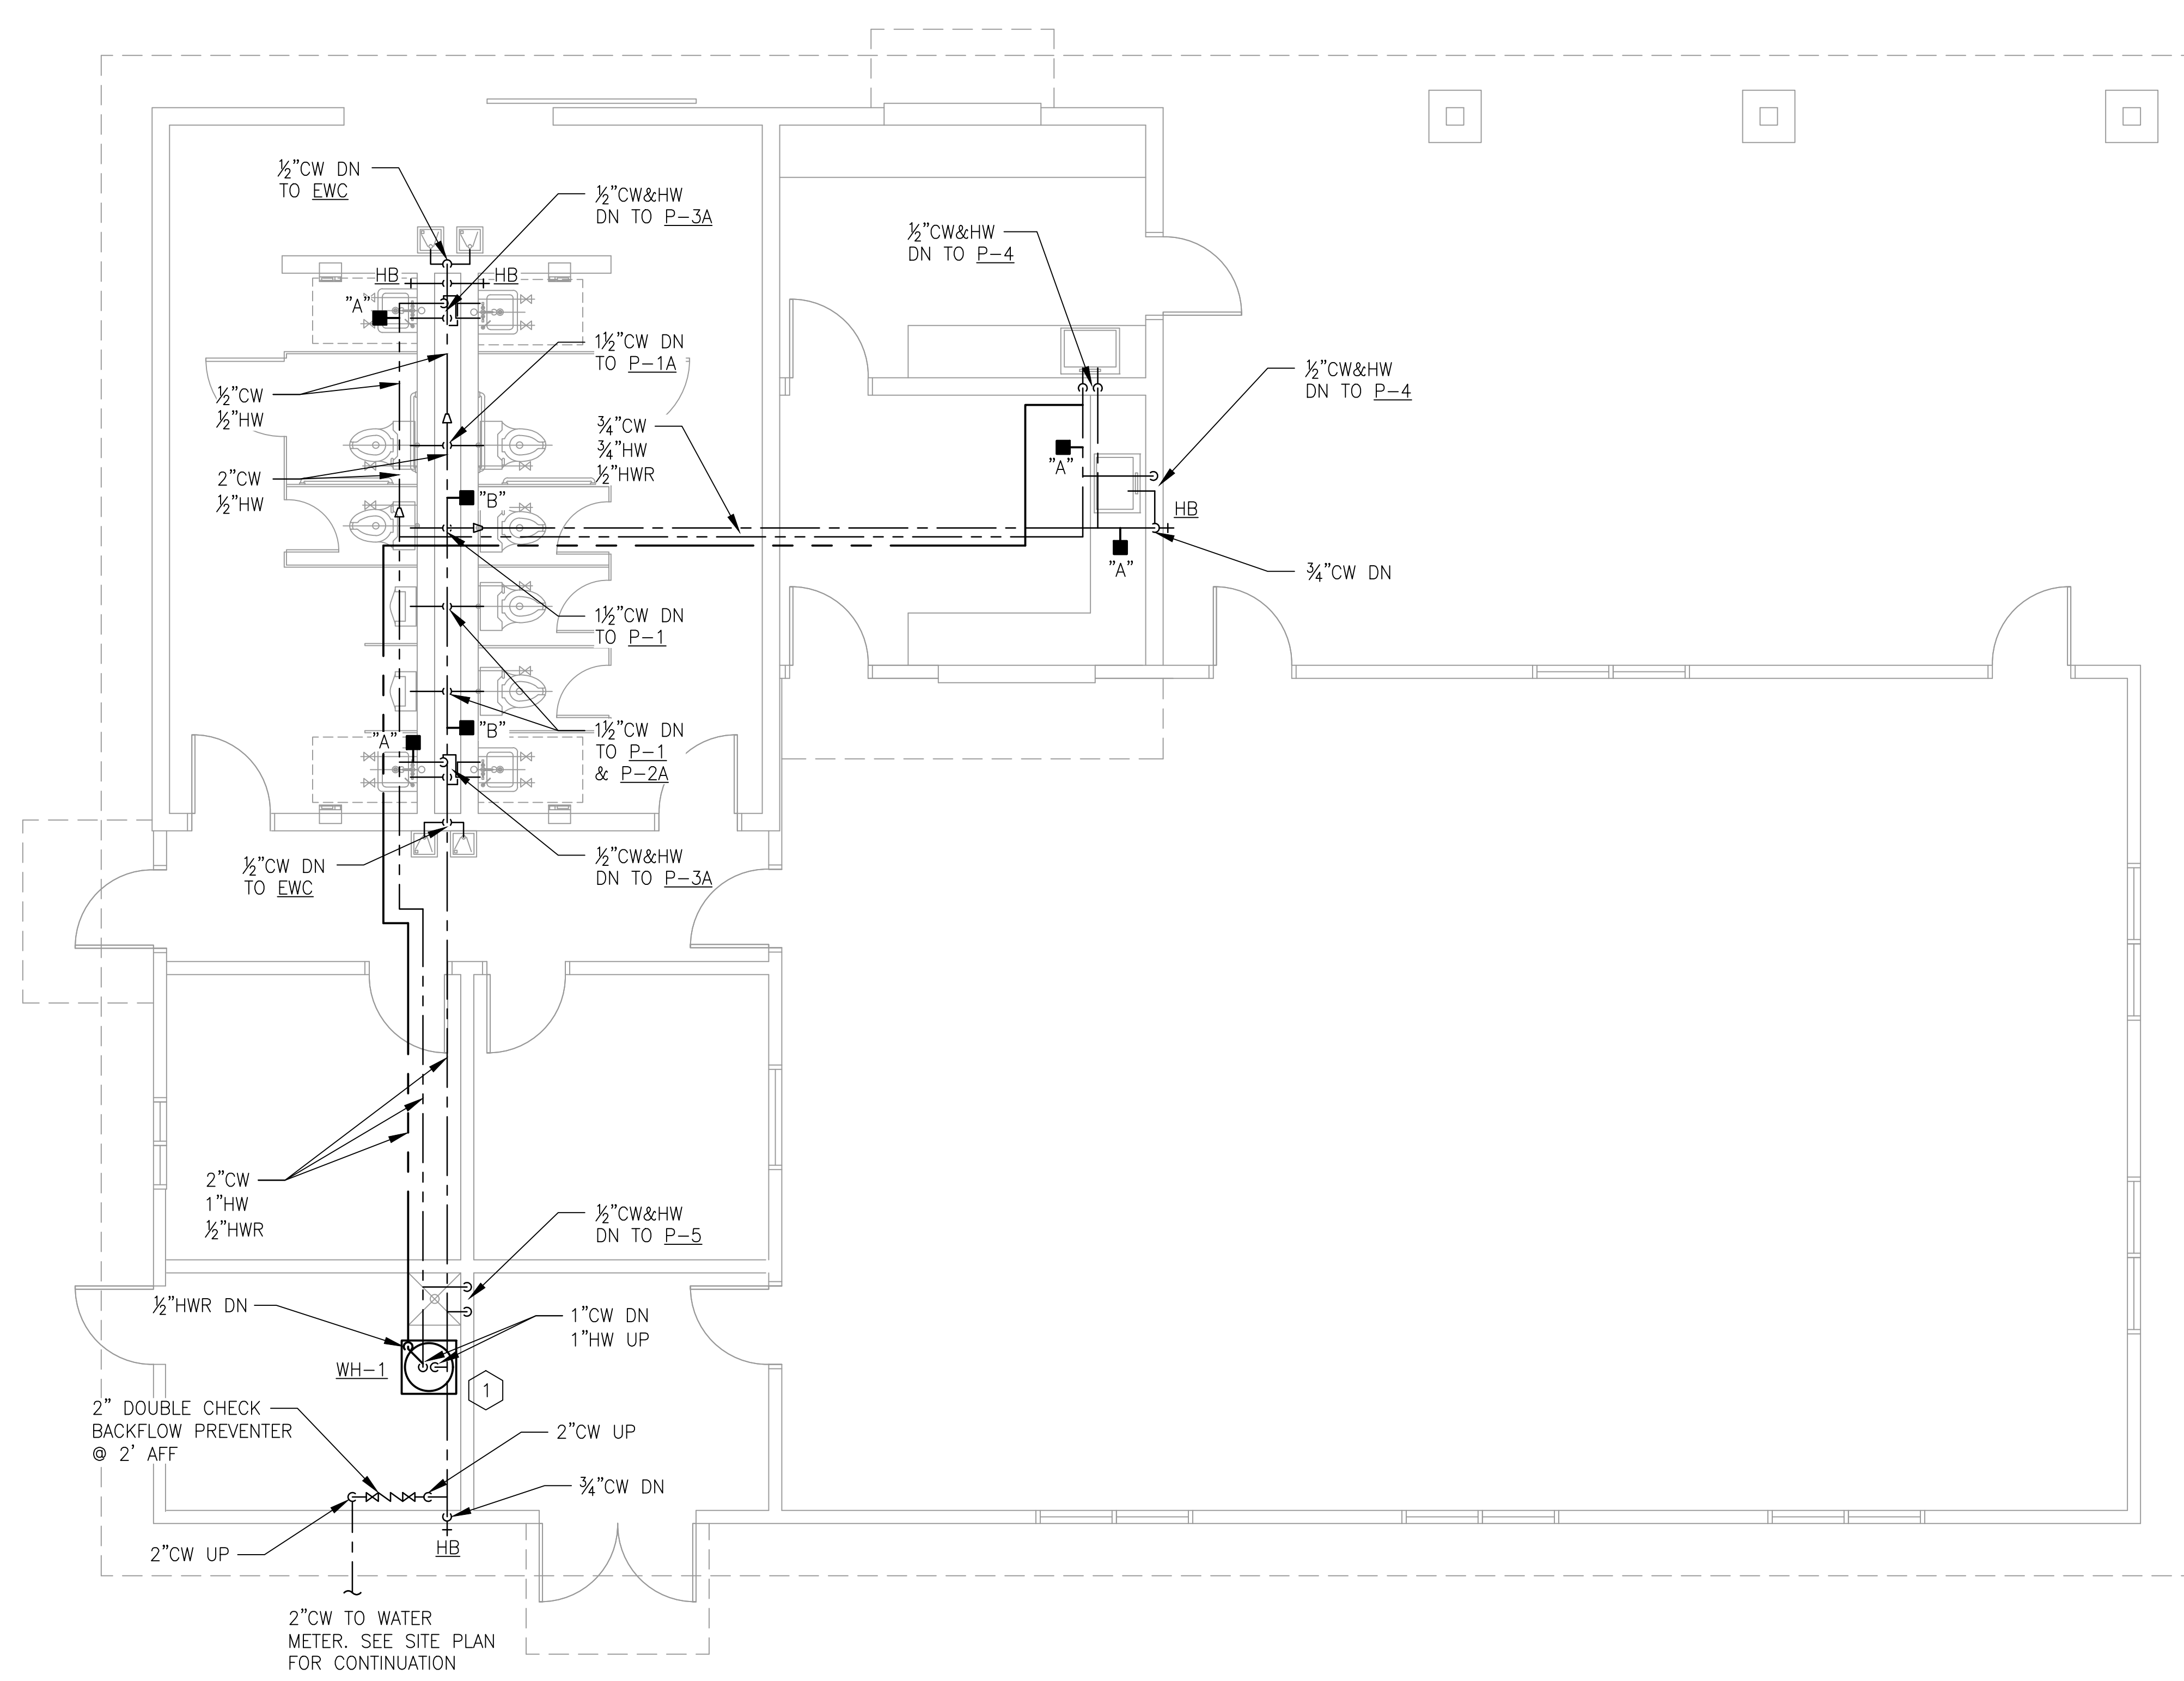 ½"CW DN
TO EWC
½"CW&HW
DN TO P-3A
½"CW&HW
DN TO P-4
HB
HB
"A"
1½"CW DN
TO P-1A
½"CW&HW
DN TO P-4
½"CW
½"HW
¾"CW
¾"HW
½"HWR
2"CW
½"HW
"B"
"A"
HB
"A"
¾"CW DN
1½"CW DN
TO P-1
1½"CW DN
TO P-1
& P-2A
"B"
"A"
½"CW DN
TO EWC
½"CW&HW
DN TO P-3A
2"CW
1"HW
½"HWR
½"CW&HW
DN TO P-5
½"HWR DN
1"CW DN
1"HW UP
WH-1
1
2" DOUBLE CHECK
BACKFLOW PREVENTER
@ 2' AFF
2"CW UP
¾"CW DN
HB
2"CW UP
2"CW TO WATER
METER. SEE SITE PLAN
FOR CONTINUATION